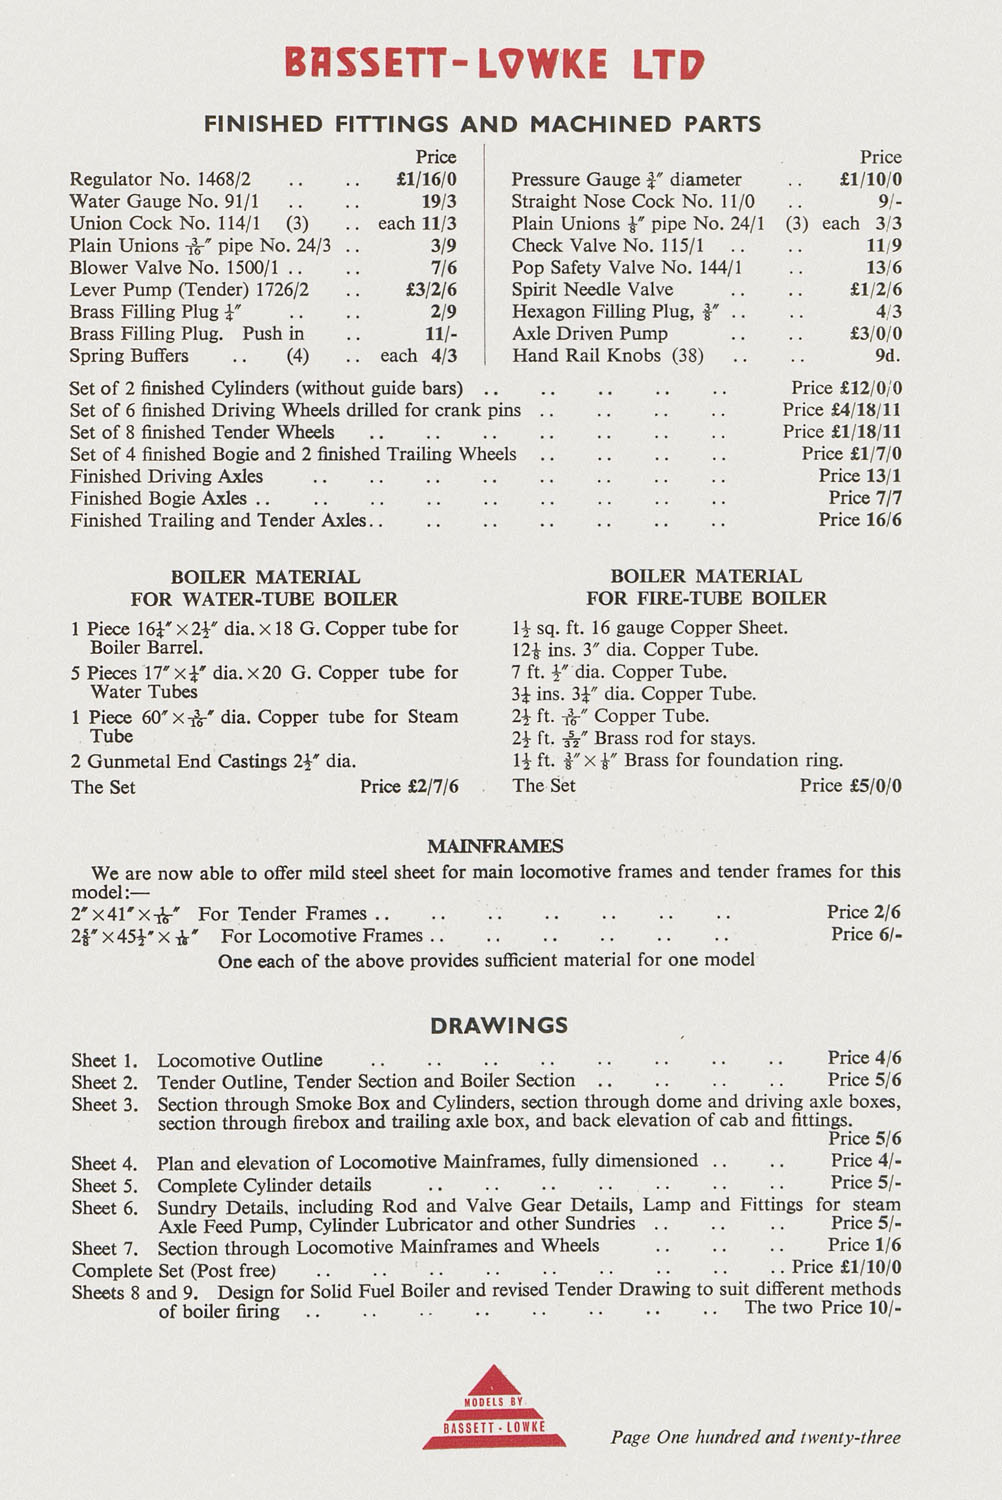 BASSETT-LOWKE LTD
FINISHED FITTINGS AND MACHINED PARTS
Price
Regulator No. 1468/2 .. .. £1/16/0
Water Gauge No. 91/1 .. .. 19/3
Union Cock No. 114/1 (3) .. each 11/3
Plain Unions 3/16″ pipe No. 24/3 .. 3/9
Blower Valve No. 1500/1 .. .. 7/6
Lever Pump (Tender) 1726/2 .. £3/2/6
Brass Filling Plug ¼″ .. .. 2/9
Brass Filling Plug. Push in .. 11/-
Spring Buffers .. (4) .. each 4/3
Price
Pressure Gauge ¾″ diameter .. £1/10/0
Straight Nose Cock No. 11/0 .. 9/-
Plain Unions ⅛″ pipe No. 24/1 (3) each 3/3
Check Valve No. 115/1 .. .. 11/9
Pop Safety Valve No. 144/1 .. 13/6
Spirit Needle Valve .. .. £1/2/6
Hexagon Filling Plug, ⅜″ .. .. 4/3
Axle Driven Pump .. .. £3/0/0
Hand Rail Knobs (38) .. .. 9d.
Set of 2 finished Cylinders (without guide bars) .. .. .. .. .. Price £12/0/0
Set of 6 finished Driving Wheels drilled for crank pins .. .. .. .. Price £4/18/11
Set of 8 finished Tender Wheels .. .. .. .. .. .. .. Price £1/18/11
Set of 4 finished Bogie and 2 finished Trailing Wheels .. .. .. .. Price £1/7/0
Finished Driving Axles .. .. .. .. .. .. .. .. Price 13/1
Finished Bogie Axles .. .. .. .. .. .. .. .. .. Price 7/7
Finished Trailing and Tender Axles.. .. .. .. .. .. .. Price 16/6
BOILER MATERIAL
FOR WATER-TUBE BOILER
1 Piece 16¼″×2½″ dia.×18 G. Copper tube for
Boiler Barrel.
5 Pieces 17″×¼″ dia.×20 G. Copper tube for
Water Tubes
1 Piece 60″×3/16″ dia. Copper tube for Steam
Tube
2 Gunmetal End Castings 2½″ dia.
The Set Price £2/7/6
BOILER MATERIAL
FOR FIRE-TUBE BOILER
1½ sq. ft. 16 gauge Copper Sheet.
12⅛ ins. 3″ dia. Copper Tube.
7 ft. ½″ dia. Copper Tube.
3¼ ins. 3¼″ dia. Copper Tube.
2½ ft. 3/16″ Copper Tube.
2½ ft. 5/32″ Brass rod for stays.
1½ ft. ⅜″×⅛″ Brass for foundation ring.
The Set Price £5/0/0
MAINFRAMES
We are now able to offer mild steel sheet for main locomotive frames and tender frames for this
model:—
2″×41″×1/16″ For Tender Frames .. .. .. .. .. .. .. Price 2/6
2⅝″×45½″×1/16″ For Locomotive Frames .. .. .. .. .. .. Price 6/-
One each of the above provides sufficient material for one model
DRAWINGS
Sheet 1. Locomotive Outline .. .. .. .. .. .. .. .. Price 4/6
Sheet 2. Tender Outline, Tender Section and Boiler Section .. .. .. .. Price 5/6
Sheet 3. Section through Smoke Box and Cylinders, section through dome and driving axle boxes,
section through firebox and trailing axle box, and back elevation of cab and fittings.
Price 5/6
Sheet 4. Plan and elevation of Locomotive Mainframes, fully dimensioned .. .. Price 4/-
Sheet 5. Complete Cylinder details .. .. .. .. .. .. .. Price 5/-
Sheet 6. Sundry Details, including Rod and Valve Gear Details, Lamp and Fittings for steam
Axle Feed Pump, Cylinder Lubricator and other Sundries .. .. .. Price 5/-
Sheet 7. Section through Locomotive Mainframes and Wheels .. .. .. Price 1/6
Complete Set (Post free) .. .. .. .. .. .. .. .. .. Price £1/10/0
Sheets 8 and 9. Design for Solid Fuel Boiler and revised Tender Drawing to suit different methods
of boiler firing .. .. .. .. .. .. .. .. The two Price 10/-
MODELS BY
BASSETT-LOWKE
Page One hundred and twenty-three